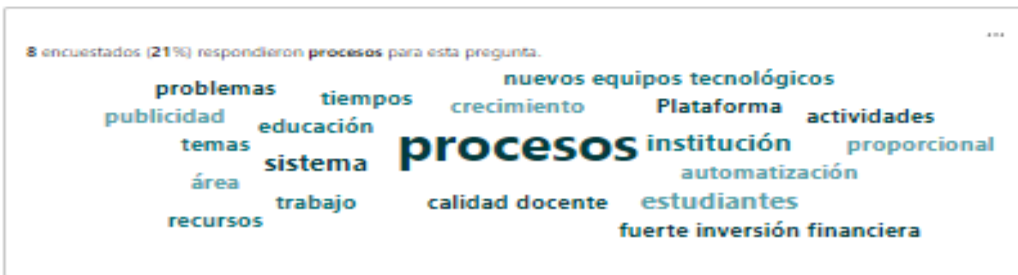 ...
8 encuestados (21%) respondieron procesos para esta pregunta.
nuevos equipos tecnológicos
problemas
tiempos
crecimiento
Plataforma
actividades
publicidad
educación
temas
procesos
institución
proporcional
sistema
automatización
área
trabajo
calidad docente
estudiantes
recursos
fuerte inversión financiera